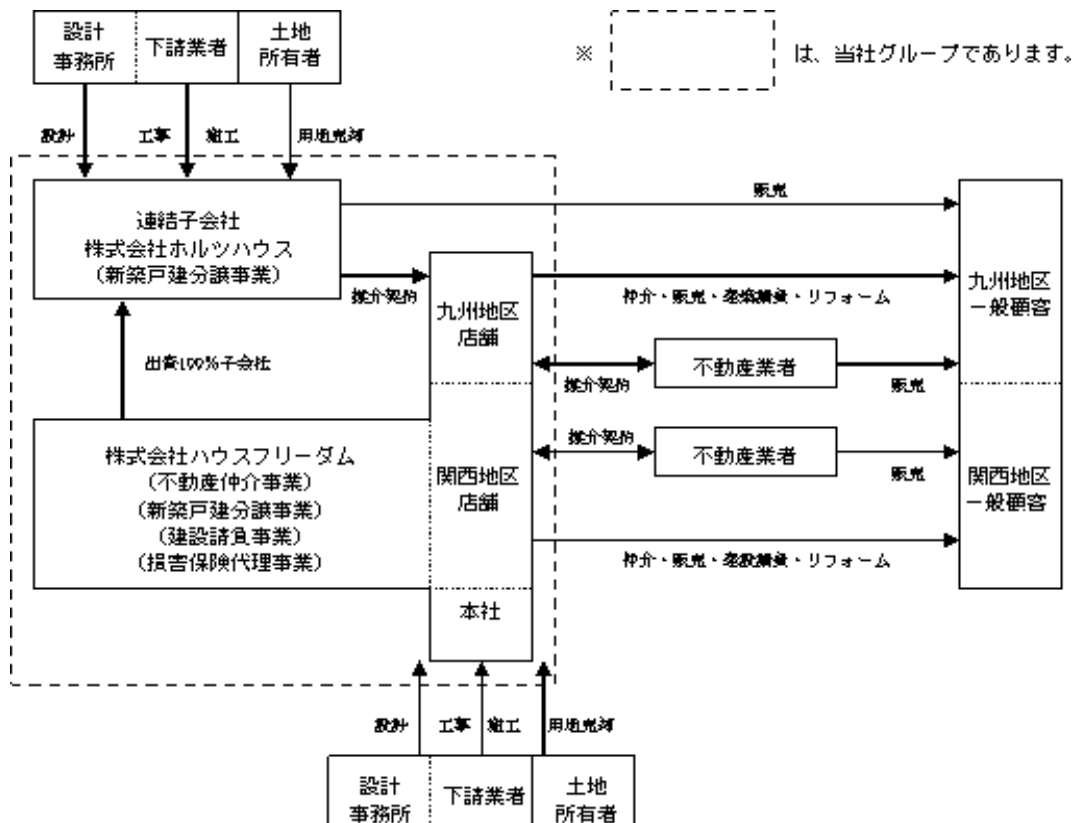 設計
事務所
下請業者
土地
所有者
※
は、当社グループであります。
設計
工事
施工
用地売却
連結子会社
株式会社ホルツハウス
（新築戸建分譲事業）
販売
媒介契約
九州地区
店舗
仲介・販売・建築請負・リフォーム
九州地区
一般顧客
出資100％子会社
不動産業者
媒介契約
販売
株式会社ハウスフリーダム
（不動産仲介事業）
（新築戸建分譲事業）
（建設請負事業）
（損害保険代理事業）
関西地区
店舗
媒介契約
不動産業者
販売
関西地区
一般顧客
仲介・販売・建設請負・リフォーム
本社
設計
工事
施工
用地売却
設計
事務所
下請業者
土地
所有者